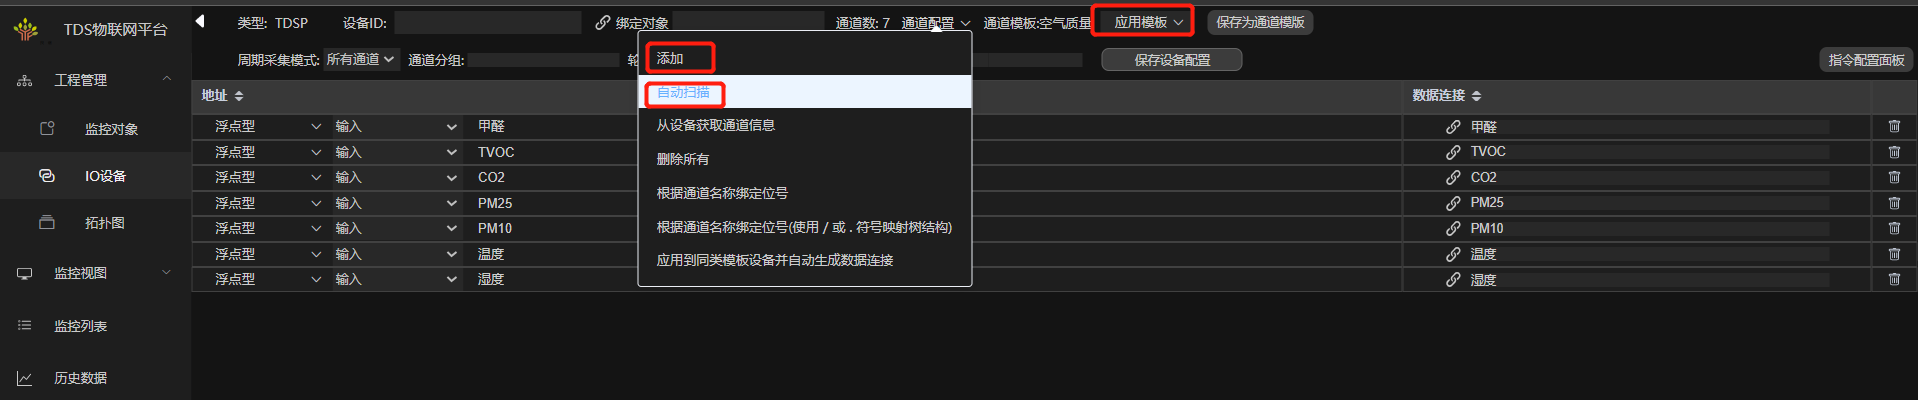 TDS物联网平台
类型: TDSP 设备ID: 绑定对象 通道数: 7 通道配置 通道模板:空气质量 应用模板 保存为通道模版
周期采集模式: 所有通道 通道分组: 保存设备配置 指令配置面板
工程管理
监控对象
IO设备
拓扑图
监控视图
监控列表
历史数据
地址 数据连接
浮点型 输入 甲醛 甲醛
浮点型 输入 TVOC TVOC
浮点型 输入 CO2 CO2
浮点型 输入 PM25 PM25
浮点型 输入 PM10 PM10
浮点型 输入 温度 温度
浮点型 输入 湿度 湿度
添加
自动扫描
从设备获取通道信息
删除所有
根据通道名称绑定位号
根据通道名称绑定位号(使用 / 或 . 符号映射树结构)
应用到同类模板设备并自动生成数据连接